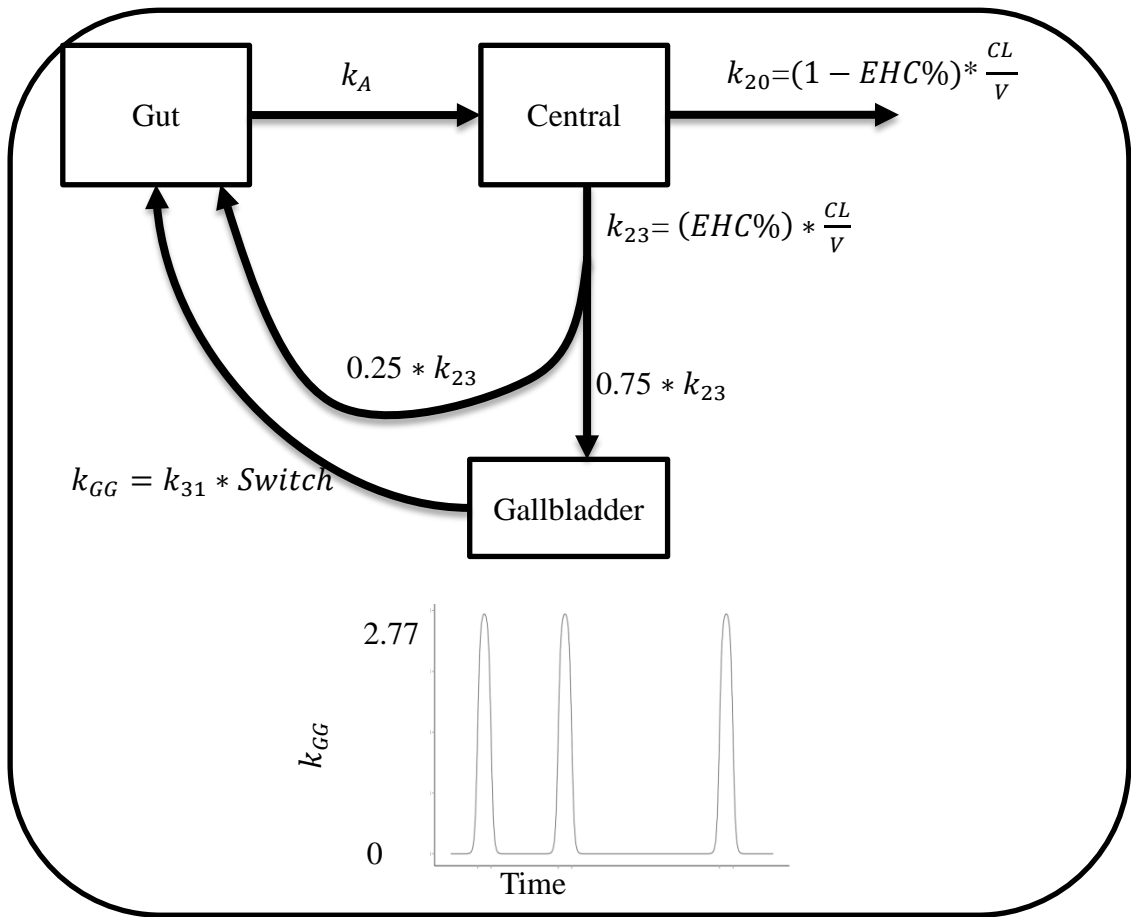 Gut
k_A
Central
k_20=(1 − EHC%)* CL/V
k_23= (EHC%) * CL/V
0.25 * k_23
0.75 * k_23
k_GG = k_31 * Switch
Gallbladder
2.77
k_GG
0
Time